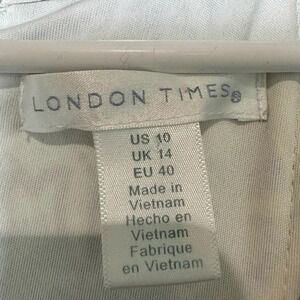 LONDON TIMES®
US 10
UK 14
EU 40
Made in
Vietnam
Hecho en
Vietnam
Fabrique
en Vietnam